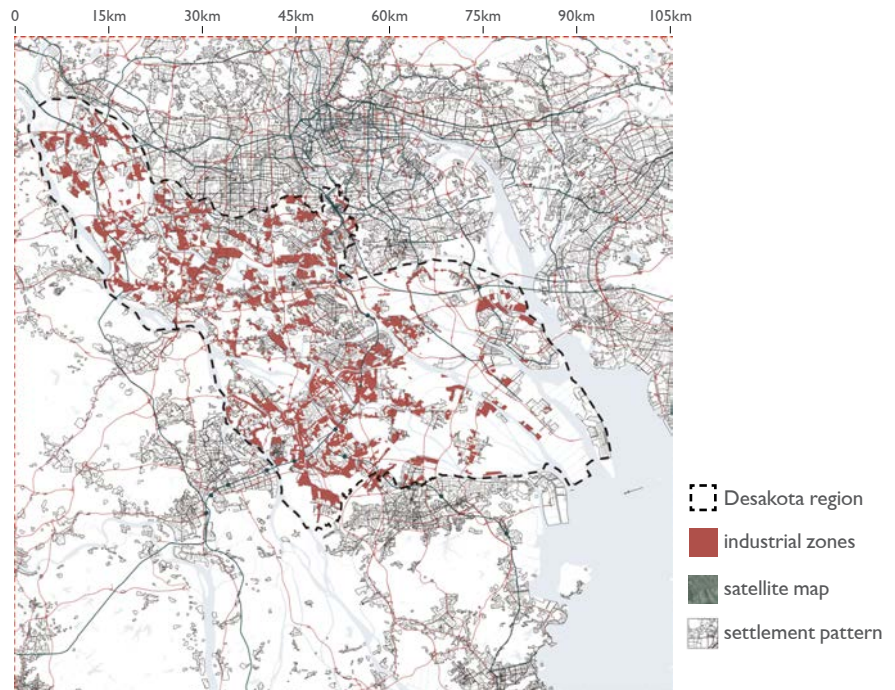 0 15km 30km 45km 60km 75km 90km 105km
Desakota region
industrial zones
satellite map
settlement pattern